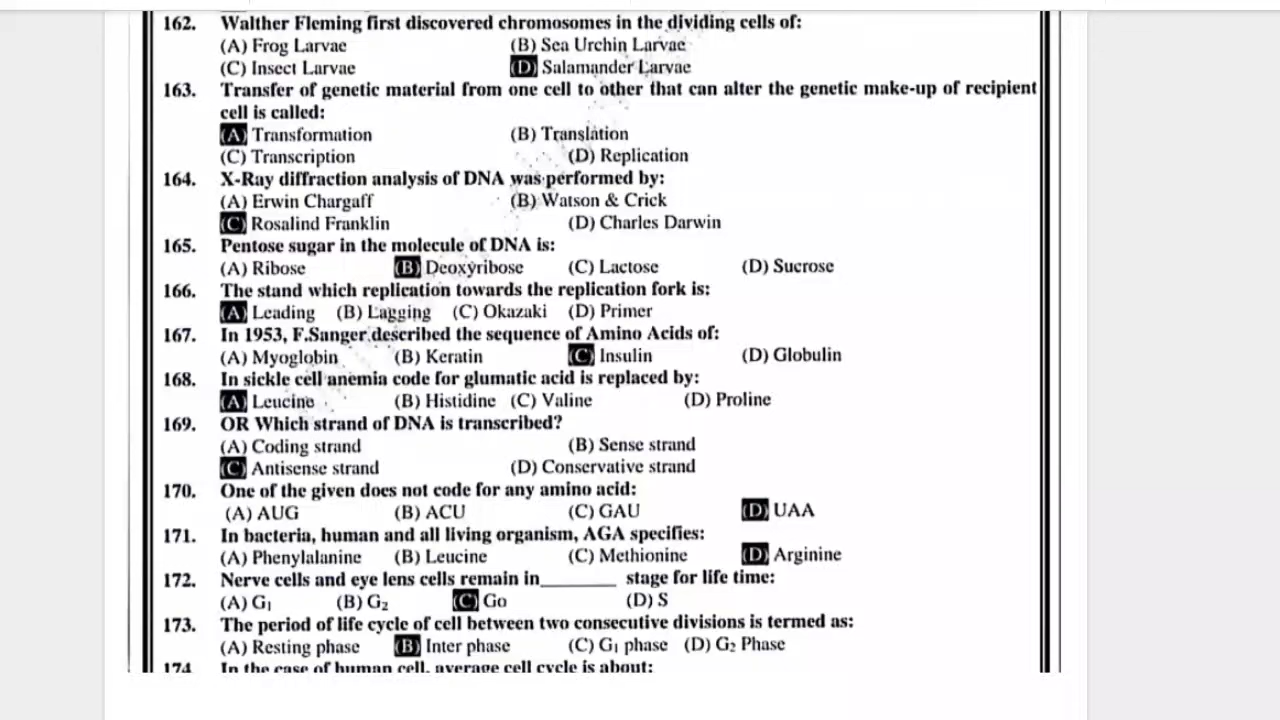 162. Walther Fleming first discovered chromosomes in the dividing cells of:
(A) Frog Larvae (B) Sea Urchin Larvae
(C) Insect Larvae (D) Salamander Larvae
163. Transfer of genetic material from one cell to other that can alter the genetic make-up of recipient
cell is called:
(A) Transformation (B) Translation
(C) Transcription (D) Replication
164. X-Ray diffraction analysis of DNA was performed by:
(A) Erwin Chargaff (B) Watson & Crick
(C) Rosalind Franklin (D) Charles Darwin
165. Pentose sugar in the molecule of DNA is:
(A) Ribose (B) Deoxyribose (C) Lactose (D) Sucrose
166. The stand which replication towards the replication fork is:
(A) Leading (B) Lagging (C) Okazaki (D) Primer
167. In 1953, F.Sanger described the sequence of Amino Acids of:
(A) Myoglobin (B) Keratin (C) Insulin (D) Globulin
168. In sickle cell anemia code for glumatic acid is replaced by:
(A) Leucine (B) Histidine (C) Valine (D) Proline
169. OR Which strand of DNA is transcribed?
(A) Coding strand (B) Sense strand
(C) Antisense strand (D) Conservative strand
170. One of the given does not code for any amino acid:
(A) AUG (B) ACU (C) GAU (D) UAA
171. In bacteria, human and all living organism, AGA specifies:
(A) Phenylalanine (B) Leucine (C) Methionine (D) Arginine
172. Nerve cells and eye lens cells remain in________ stage for life time:
(A) G₁ (B) G₂ (C) Go (D) S
173. The period of life cycle of cell between two consecutive divisions is termed as:
(A) Resting phase (B) Inter phase (C) G₁ phase (D) G₂ Phase
174 In the case of human cell, average cell cycle is about: